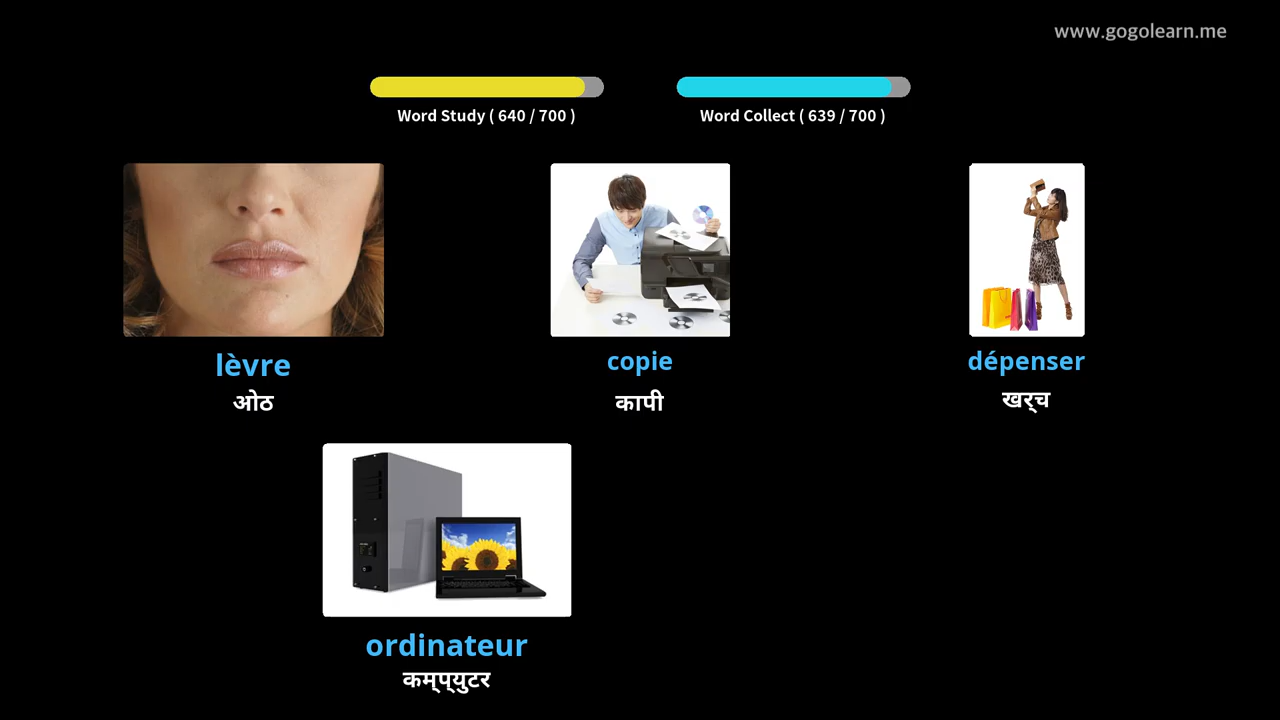 www.gogolearn.me
Word Study ( 640 / 700 )
Word Collect ( 639 / 700 )
lèvre
ओठ
copie
कापी
dépenser
खर्‍च
ordinateur
कम्‍प्‍युटर